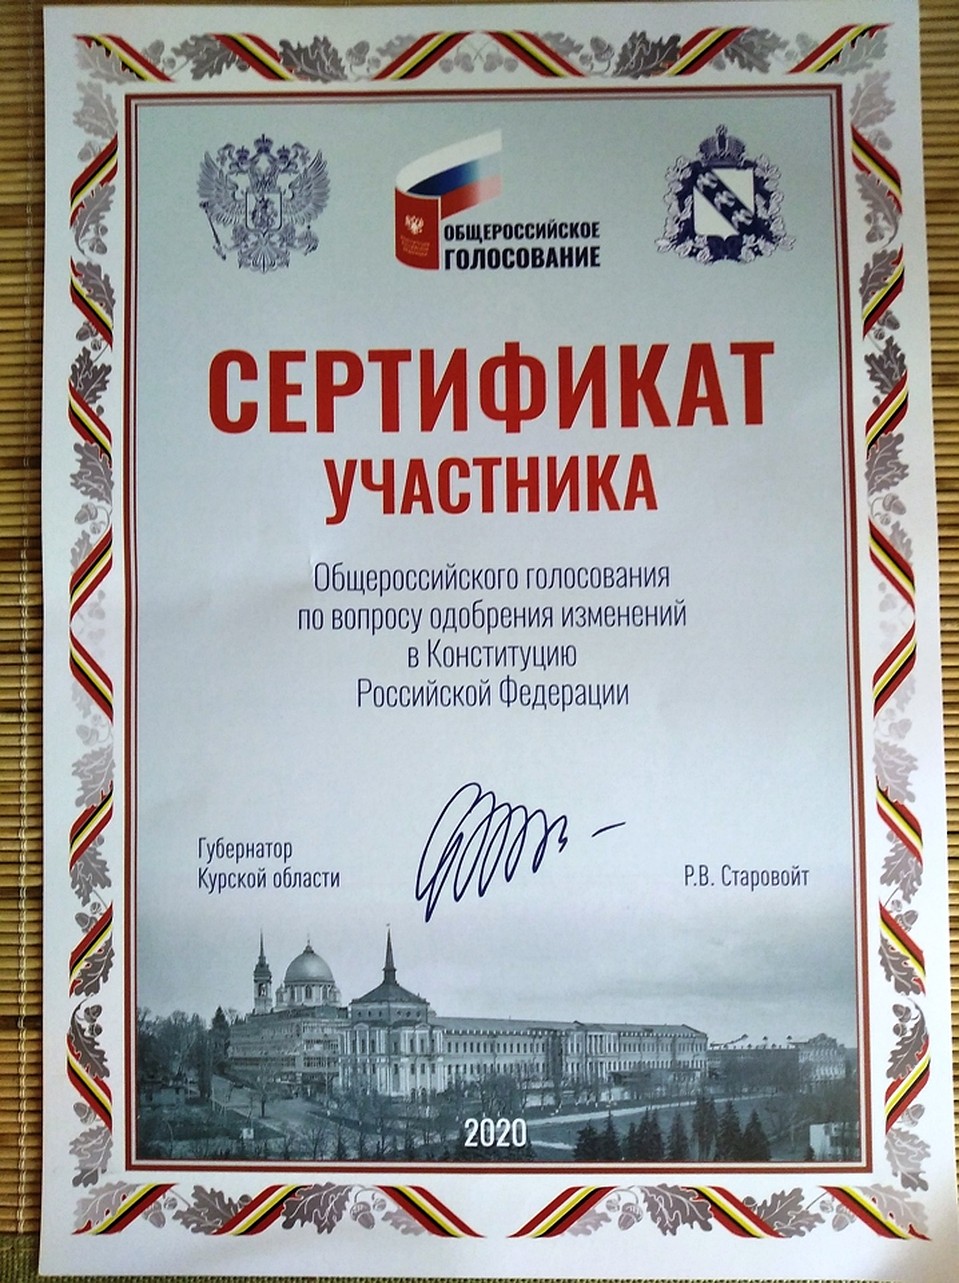 ОБЩЕРОССИЙСКОЕ
ГОЛОСОВАНИЕ
СЕРТИФИКАТ
УЧАСТНИКА
Общероссийского голосования
по вопросу одобрения изменений
в Конституцию
Российской Федерации
Губернатор
Курской области
Р.В. Старовойт
2020